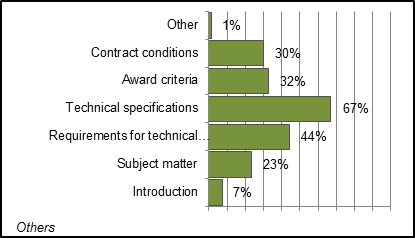 Other 1%
Contract conditions 30%
Award criteria 32%
Technical specifications 67%
Requirements for technical... 44%
Subject matter 23%
Introduction 7%
Others